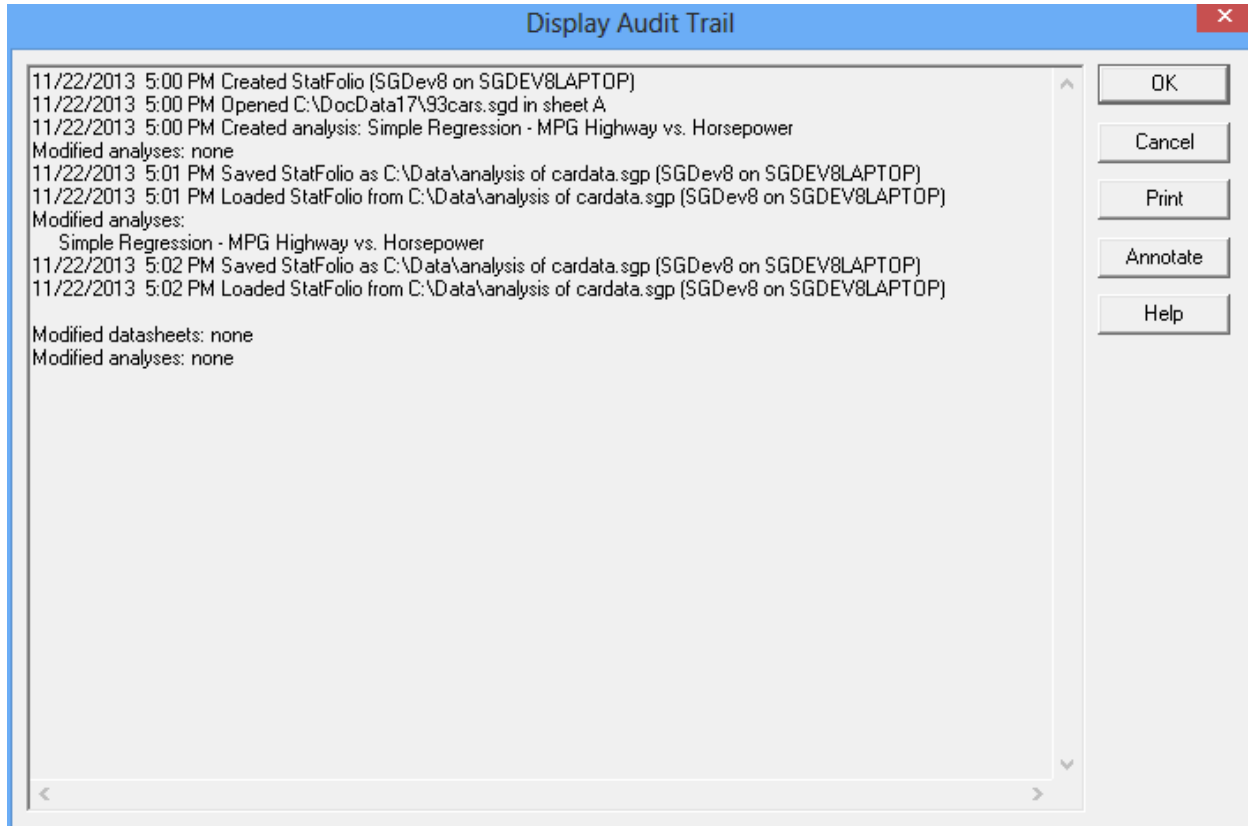 Display Audit Trail
11/22/2013 5:00 PM Created StatFolio (SGDev8 on SGDEV8LAPTOP)
11/22/2013 5:00 PM Opened C:\DocData17\93cars.sgd in sheet A
11/22/2013 5:00 PM Created analysis: Simple Regression - MPG Highway vs. Horsepower
Modified analyses: none
11/22/2013 5:01 PM Saved StatFolio as C:\Data\analysis of cardata.sgp (SGDev8 on SGDEV8LAPTOP)
11/22/2013 5:01 PM Loaded StatFolio from C:\Data\analysis of cardata.sgp (SGDev8 on SGDEV8LAPTOP)
Modified analyses:
Simple Regression - MPG Highway vs. Horsepower
11/22/2013 5:02 PM Saved StatFolio as C:\Data\analysis of cardata.sgp (SGDev8 on SGDEV8LAPTOP)
11/22/2013 5:02 PM Loaded StatFolio from C:\Data\analysis of cardata.sgp (SGDev8 on SGDEV8LAPTOP)
Modified datasheets: none
Modified analyses: none
OK
Cancel
Print
Annotate
Help